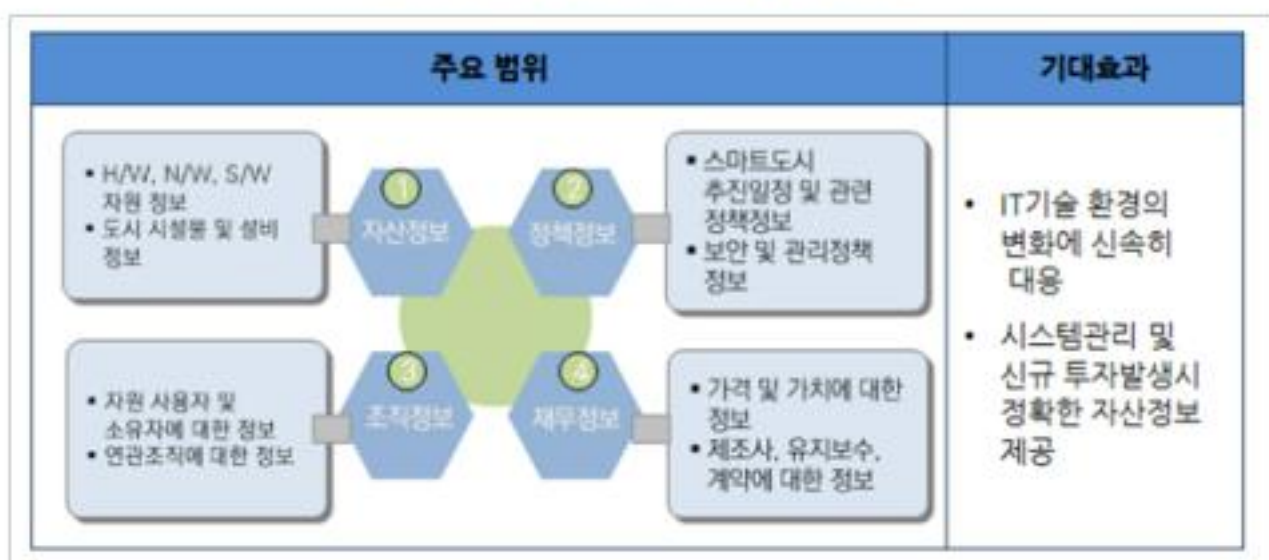 주요 범위
기대효과
• H/W, N/W, S/W
자원 정보
• 도시 시설물 및 설비
정보
1
자산정보
2
정책정보
• 스마트도시
추진일정 및 관련
정책정보
• 보안 및 관리정책
정보
• 자원 사용자 및
소유자에 대한 정보
• 연관조직에 대한 정보
3
조직정보
4
재무정보
• 가격 및 가치에 대한
정보
• 제조사, 유지보수,
계약에 대한 정보
• IT기술 환경의
변화에 신속히
대응
• 시스템관리 및
신규 투자발생시
정확한 자산정보
제공